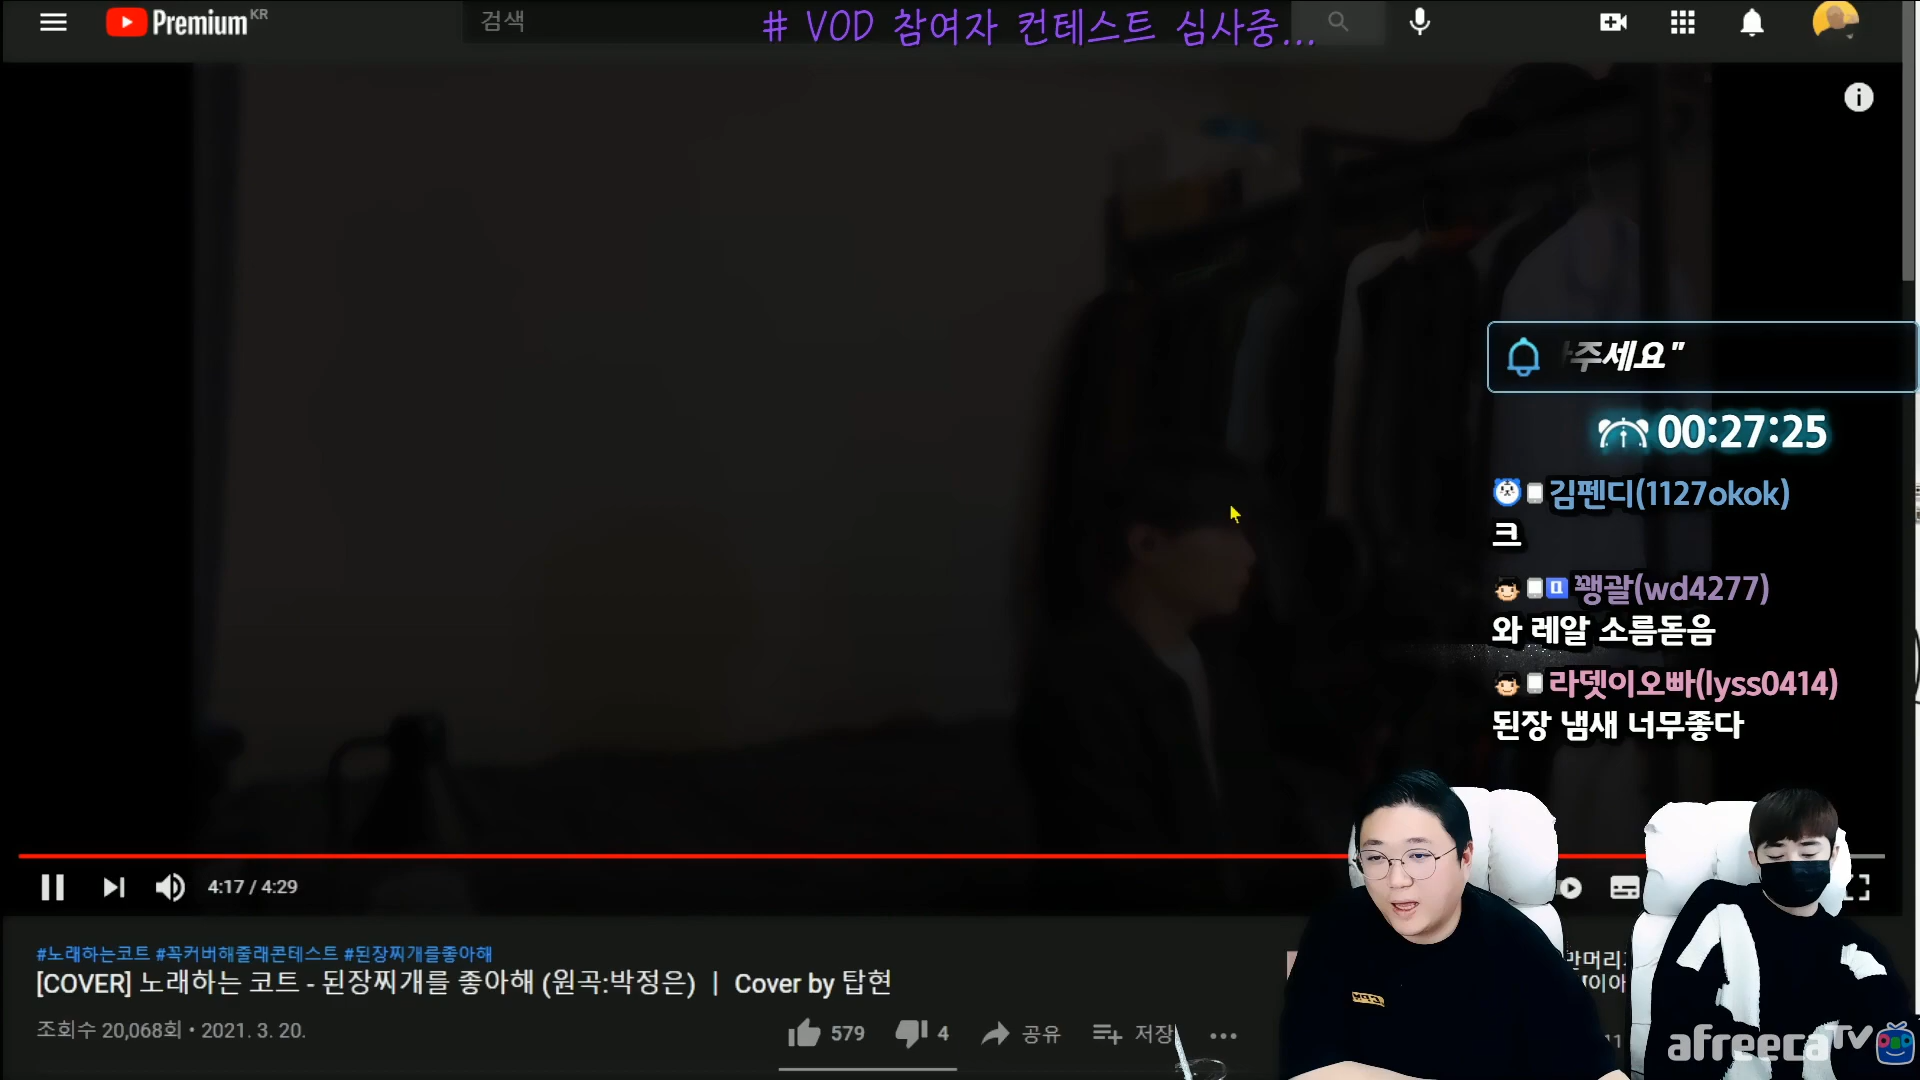 Premium KR
검색
# VOD 참여자 컨테스트 심사중...
주세요"
00:27:25
김펜디(1127okok)
크
꽹괄(wd4277)
와 레알 소름돋음
라뎃이오빠(lyss0414)
된장 냄새 너무좋다
4:17 / 4:29
#노래하는코트 #꼭커버해줄래콘테스트 #된장찌개를좋아해
[COVER] 노래하는 코트 - 된장찌개를 좋아해 (원곡:박정은) ㅣ Cover by 탑현
조회수 20,068회 • 2021. 3. 20.
579
4
공유
저장
afreecaTV